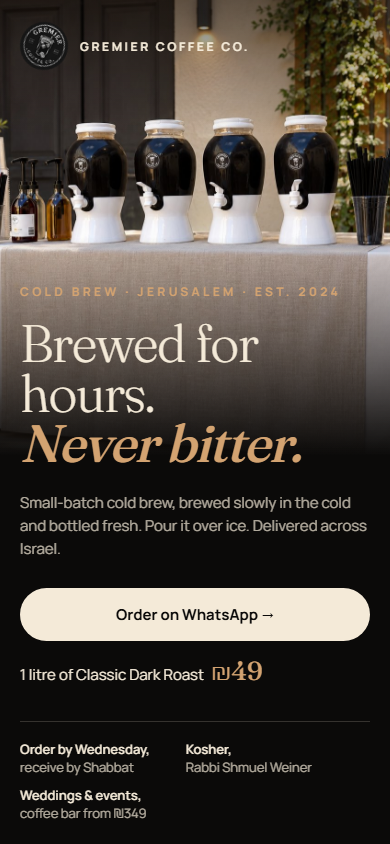 GREMIER
COFFEE CO.
GREMIER COFFEE CO.
COLD BREW · JERUSALEM · EST. 2024
Brewed for
hours.
Never bitter.
Small-batch cold brew, brewed slowly in the cold
and bottled fresh. Pour it over ice. Delivered across
Israel.
Order on WhatsApp →
1 litre of Classic Dark Roast ₪49
Order by Wednesday,
receive by Shabbat
Kosher,
Rabbi Shmuel Weiner
Weddings & events,
coffee bar from ₪349